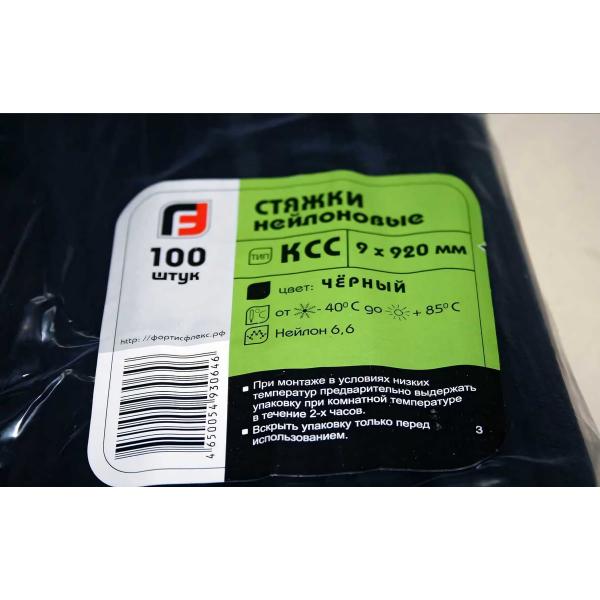 СТЯЖКИ
НЕЙЛОНОВЫЕ
100
штук
тип КСС 9 x 920 мм
цвет: ЧЁРНЫЙ
от - 40°C до + 85°C
°C
Нейлон 6,6
http: //фортисфлекс.рф
4 650054 930646
При монтаже в условиях низких
температур предварительно выдержать
упаковку при комнатной температуре
в течение 2-х часов.
Вскрыть упаковку только перед
использованием.
3